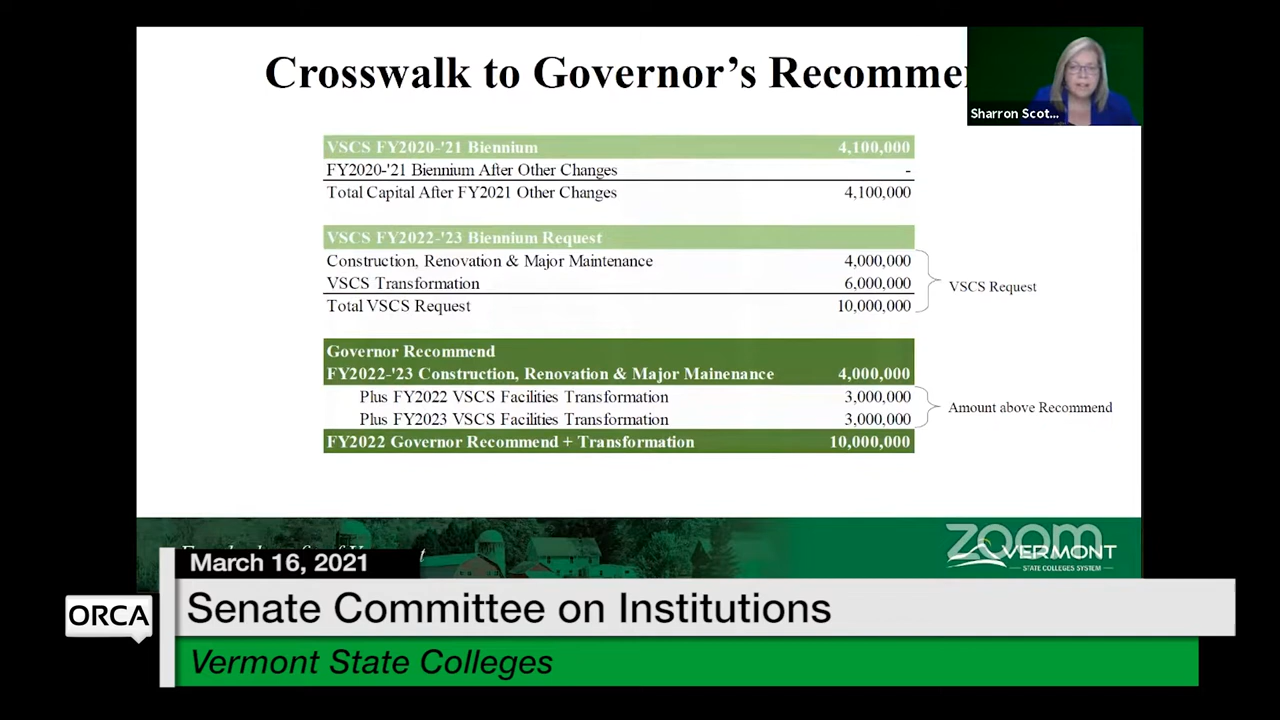 Crosswalk to Governor's Recomme
Sharron Scot...
VSCS FY2020-'21 Biennium 4,100,000
FY2020-'21 Biennium After Other Changes -
Total Capital After FY2021 Other Changes 4,100,000
VSCS FY2022-'23 Biennium Request
Construction, Renovation & Major Maintenance 4,000,000
VSCS Transformation 6,000,000
Total VSCS Request 10,000,000
VSCS Request
Governor Recommend
FY2022-'23 Construction, Renovation & Major Mainenance 4,000,000
Plus FY2022 VSCS Facilities Transformation 3,000,000
Plus FY2023 VSCS Facilities Transformation 3,000,000
Amount above Recommend
FY2022 Governor Recommend + Transformation 10,000,000
zoom
VERMONT
STATE COLLEGES SYSTEM
March 16, 2021
ORCA
Senate Committee on Institutions
Vermont State Colleges